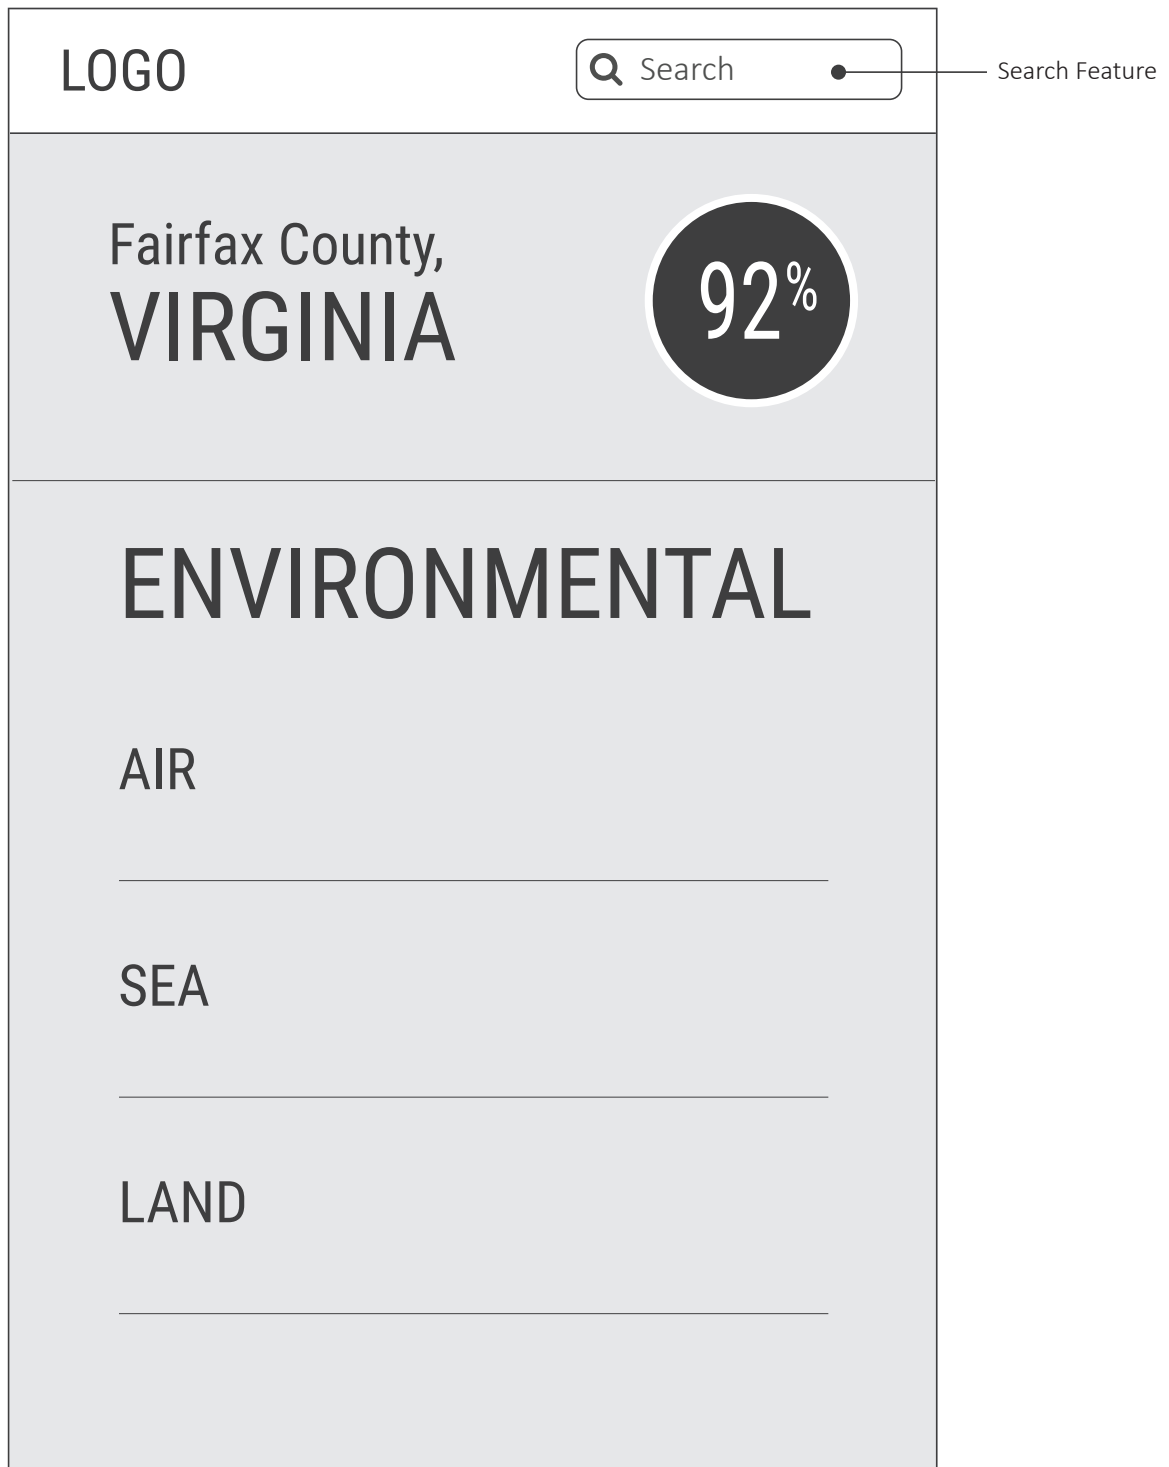 LOGO
Search
Search Feature
Fairfax County,
VIRGINIA
92%
ENVIRONMENTAL
AIR
SEA
LAND